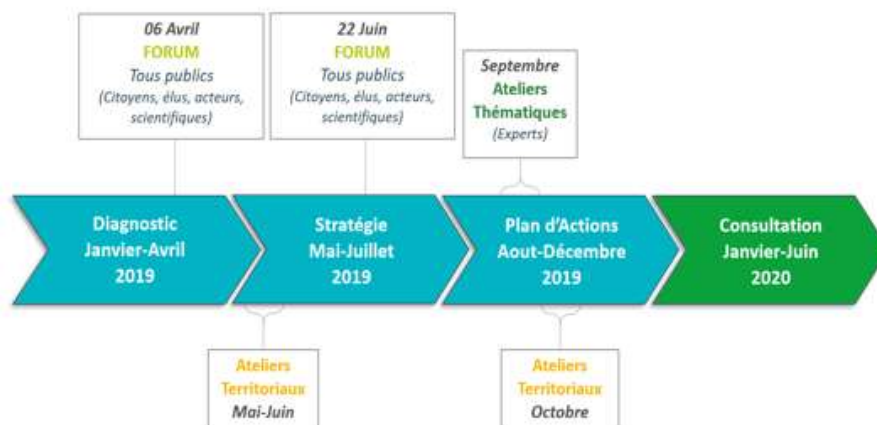 06 Avril
FORUM
Tous publics
(Citoyens, élus, acteurs,
scientifiques)
22 Juin
FORUM
Tous publics
(Citoyens, élus, acteurs,
scientifiques)
Septembre
Ateliers
Thématiques
(Experts)
Diagnostic
Janvier-Avril
2019
Stratégie
Mai-Juillet
2019
Plan d'Actions
Aout-Décembre
2019
Consultation
Janvier-Juin
2020
Ateliers
Territoriaux
Mai-Juin
Ateliers
Territoriaux
Octobre